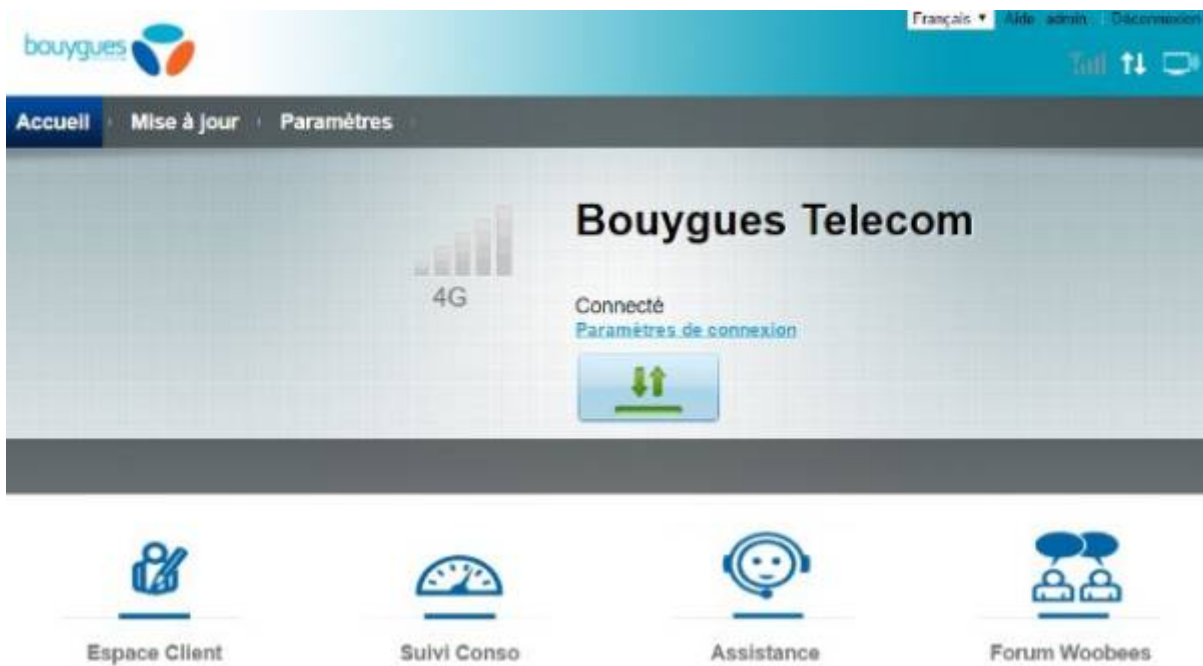 Français Aide admin Déconnexion
bouygues
Accueil Mise à jour Paramètres
Bouygues Telecom
4G
Connecté
Paramètres de connexion
Espace Client Suivi Conso Assistance Forum Woobees